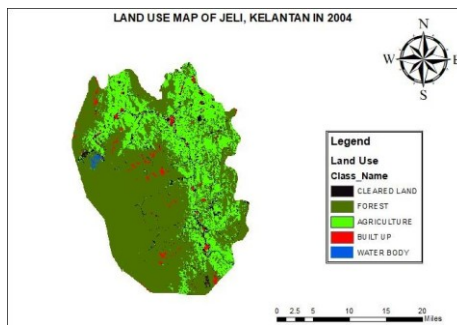 LAND USE MAP OF JELI, KELANTAN IN 2004
N
W E
S
Legend
Land Use
Class_Name
CLEARED LAND
FOREST
AGRICULTURE
BUILT UP
WATER BODY
0 2.5 5 10 15 20
Miles